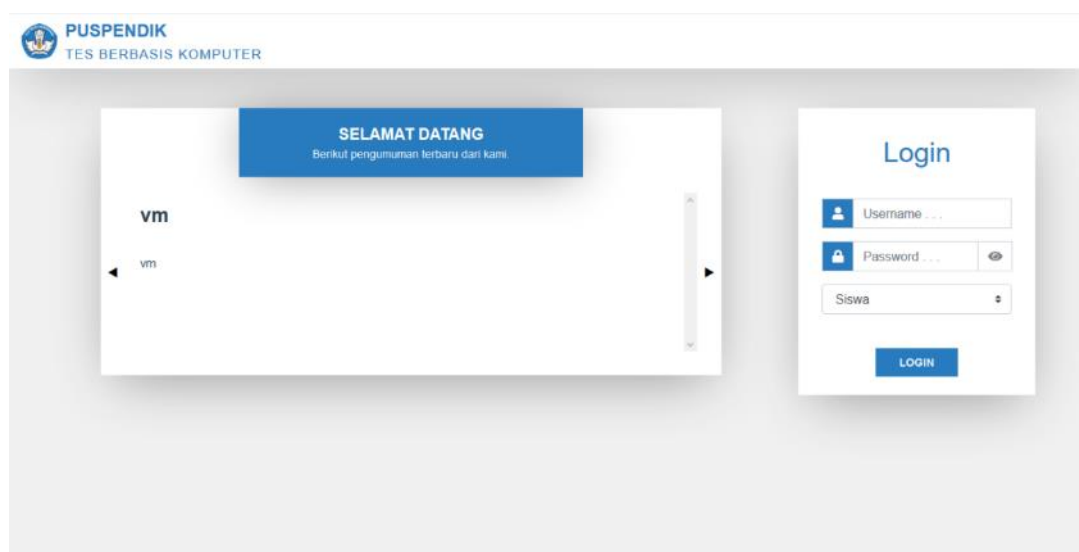 PUSPENDIK
TES BERBASIS KOMPUTER
SELAMAT DATANG
Berikut pengumuman terbaru dari kami.
vm
vm
Login
Username . . .
Password . . .
Siswa
LOGIN